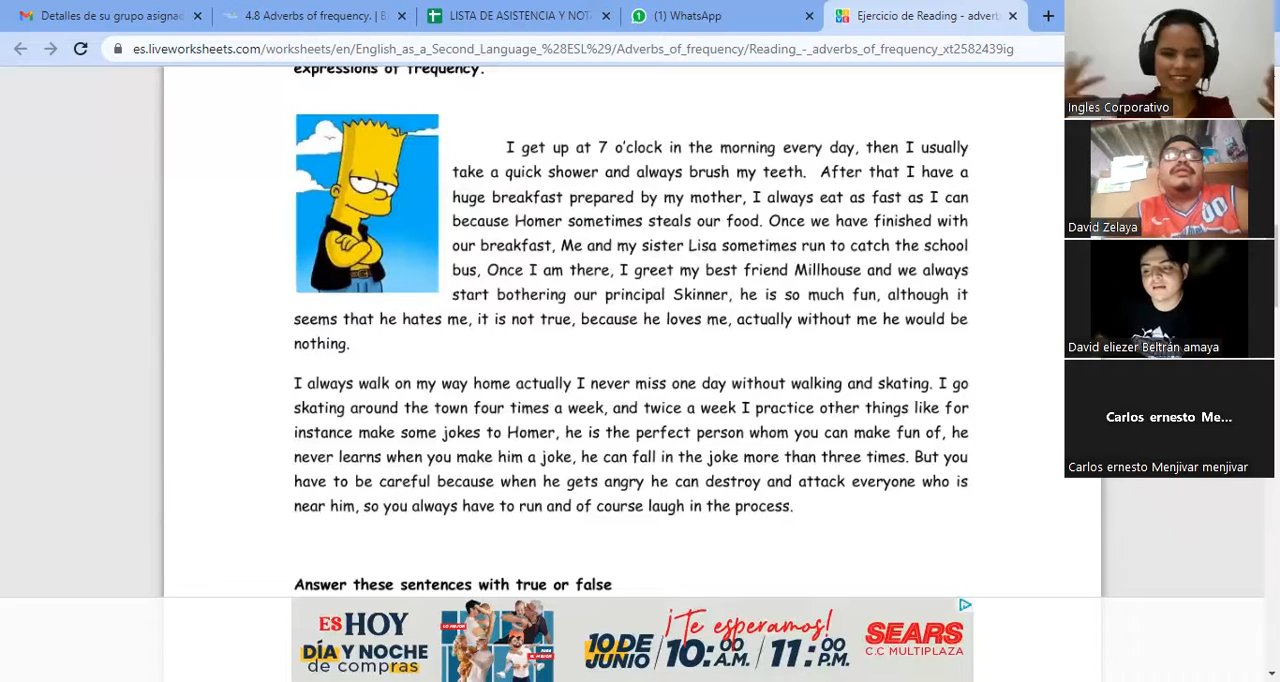 Detalles de su grupo asignad
4.8 Adverbs of frequency. | B
LISTA DE ASISTENCIA Y NOT
(1) WhatsApp
Ejercicio de Reading - adverb
es.liveworksheets.com/worksheets/en/English_as_a_Second_Language_%28ESL%29/Adverbs_of_frequency/Reading_-_adverbs_of_frequency_xt2582439ig
expressions of frequency.
I get up at 7 o'clock in the morning every day, then I usually
take a quick shower and always brush my teeth. After that I have a
huge breakfast prepared by my mother, I always eat as fast as I can
because Homer sometimes steals our food. Once we have finished with
our breakfast, Me and my sister Lisa sometimes run to catch the school
bus, Once I am there, I greet my best friend Millhouse and we always
start bothering our principal Skinner, he is so much fun, although it
seems that he hates me, it is not true, because he loves me, actually without me he would be
nothing.
I always walk on my way home actually I never miss one day without walking and skating. I go
skating around the town four times a week, and twice a week I practice other things like for
instance make some jokes to Homer, he is the perfect person whom you can make fun of, he
never learns when you make him a joke, he can fall in the joke more than three times. But you
have to be careful because when he gets angry he can destroy and attack everyone who is
near him, so you always have to run and of course laugh in the process.
Answer these sentences with true or false
ES HOY
DÍA Y NOCHE
de compras
10 DE
JUNIO
¡Te esperamos!
10:00 A.M.
11:00 P.M.
SEARS
C.C MULTIPLAZA
Ingles Corporativo
David Zelaya
David eliezer Beltrán amaya
Carlos ernesto Me...
Carlos ernesto Menjivar menjivar